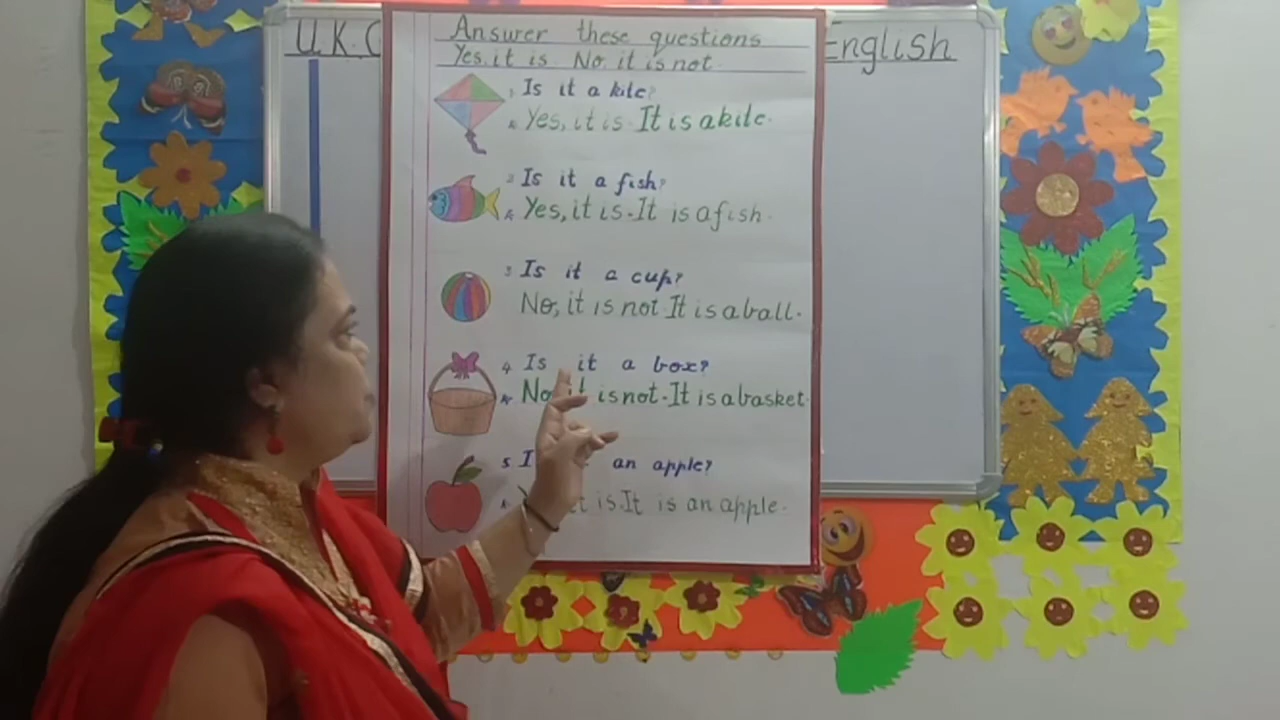 U.K.G
English
Answer these questions
Yes, it is No, it is not.
1 Is it a kite?
A. Yes, it is. It is a kite.
2 Is it a fish?
A. Yes, it is. It is a fish.
3 Is it a cup?
No, it is not It is a ball.
4 Is it a box?
A. No, it is not. It is a basket
5 an apple?
is. It is an apple.